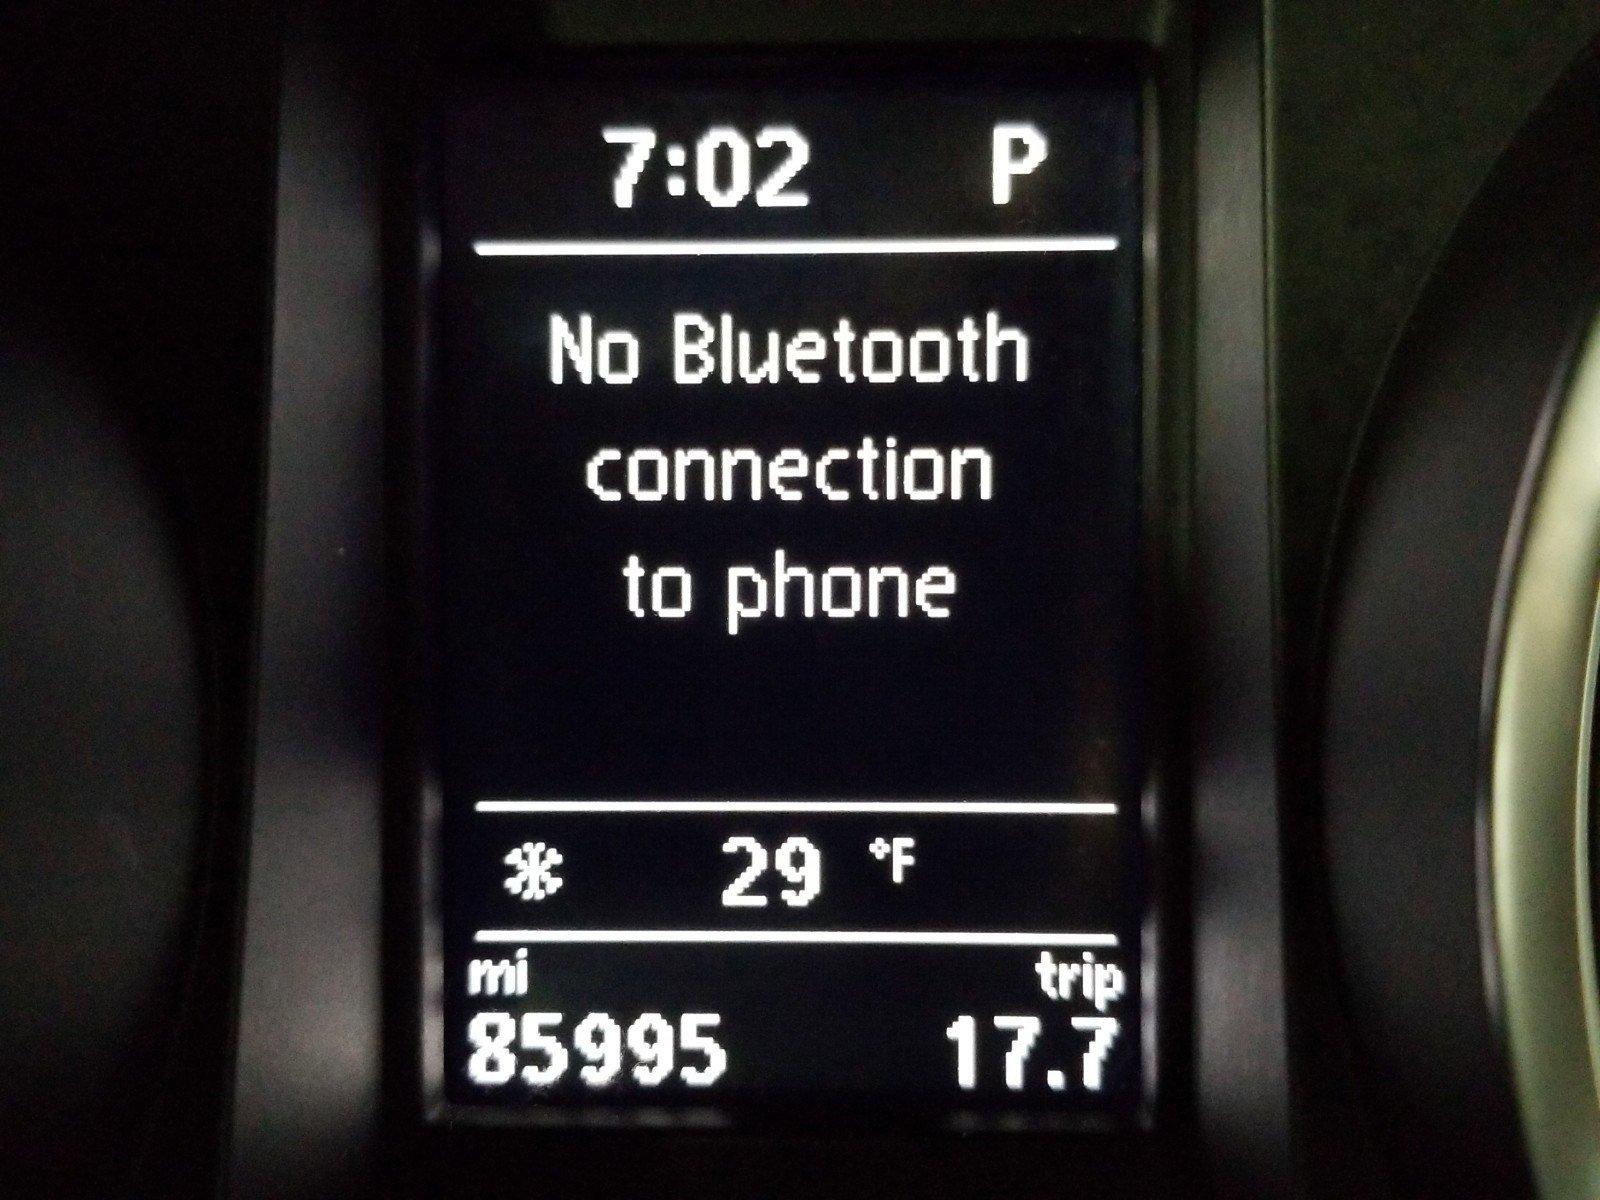 7:02 P
No Bluetooth
connection
to phone
29 °F
mi trip
85995 17.7